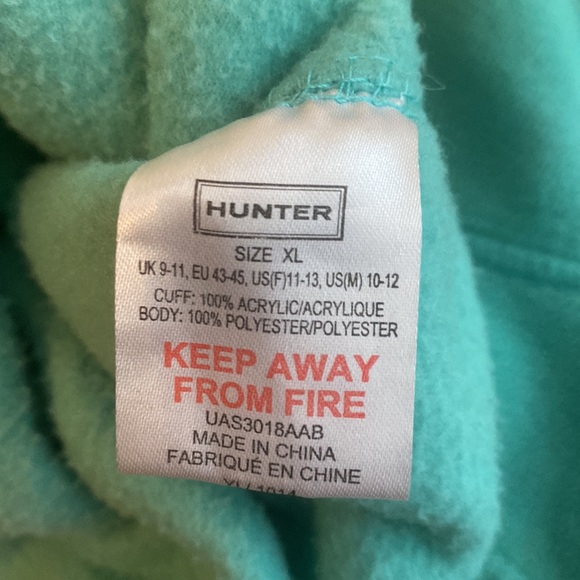 HUNTER
SIZE XL
UK 9-11, EU 43-45, US(F)11-13, US(M) 10-12
CUFF: 100% ACRYLIC/ACRYLIQUE
BODY: 100% POLYESTER/POLYESTER
KEEP AWAY
FROM FIRE
UAS3018AAB
MADE IN CHINA
FABRIQUÉ EN CHINE